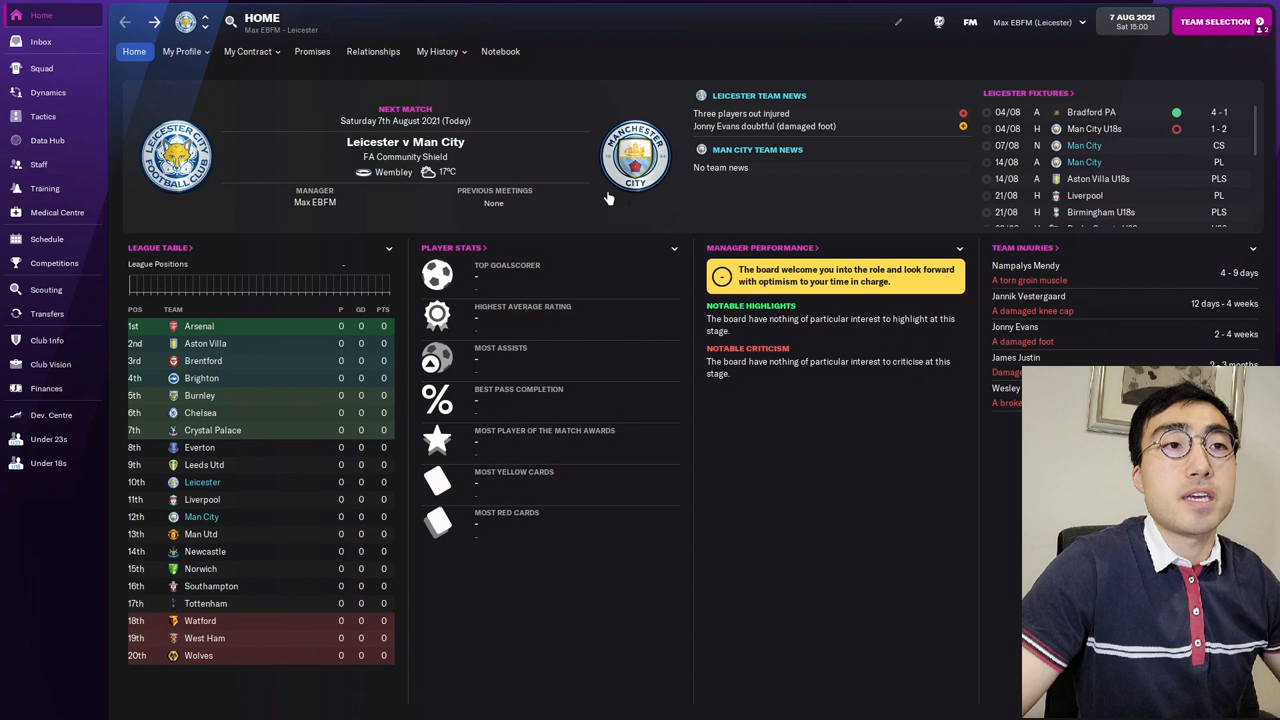 Home
Inbox
Squad
Dynamics
Tactics
Data Hub
Staff
Training
Medical Centre
Schedule
Competitions
Scouting
Transfers
Club Info
Club Vision
Finances
Dev. Centre
Under 23s
Under 18s
HOME
Max EBFM - Leicester
FM
Max EBFM (Leicester)
7 AUG 2021
Sat 15:00
TEAM SELECTION
2
Home
My Profile
My Contract
Promises
Relationships
My History
Notebook
NEXT MATCH
Saturday 7th August 2021 (Today)
Leicester v Man City
FA Community Shield
Wembley 17°C
MANAGER
Max EBFM
PREVIOUS MEETINGS
None
LEICESTER CITY
FOOTBALL CLUB
MANCHESTER
CITY
LEICESTER TEAM NEWS
Three players out injured
Jonny Evans doubtful (damaged foot)
MAN CITY TEAM NEWS
No team news
LEICESTER FIXTURES >
04/08 A Bradford PA 4 - 1
04/08 H Man City U18s 1 - 2
07/08 N Man City CS
14/08 A Man City PL
14/08 A Aston Villa U18s PLS
21/08 H Liverpool PL
21/08 H Birmingham U18s PLS
LEAGUE TABLE >
League Positions -
POS TEAM P GD PTS
1st Arsenal 0 0 0
2nd Aston Villa 0 0 0
3rd Brentford 0 0 0
4th Brighton 0 0 0
5th Burnley 0 0 0
6th Chelsea 0 0 0
7th Crystal Palace 0 0 0
8th Everton 0 0 0
9th Leeds Utd 0 0 0
10th Leicester 0 0 0
11th Liverpool 0 0 0
12th Man City 0 0 0
13th Man Utd 0 0 0
14th Newcastle 0 0 0
15th Norwich 0 0 0
16th Southampton 0 0 0
17th Tottenham 0 0 0
18th Watford 0 0 0
19th West Ham 0 0 0
20th Wolves 0 0 0
PLAYER STATS >
TOP GOALSCORER
-
-
HIGHEST AVERAGE RATING
-
-
MOST ASSISTS
-
-
BEST PASS COMPLETION
-
-
MOST PLAYER OF THE MATCH AWARDS
-
-
MOST YELLOW CARDS
-
-
MOST RED CARDS
-
-
MANAGER PERFORMANCE >
The board welcome you into the role and look forward
with optimism to your time in charge.
NOTABLE HIGHLIGHTS
The board have nothing of particular interest to highlight at this
stage.
NOTABLE CRITICISM
The board have nothing of particular interest to criticise at this
stage.
TEAM INJURIES >
Nampalys Mendy
A torn groin muscle
4 - 9 days
Jannik Vestergaard
A damaged knee cap
12 days - 4 weeks
Jonny Evans
A damaged foot
2 - 4 weeks
James Justin
Wesley